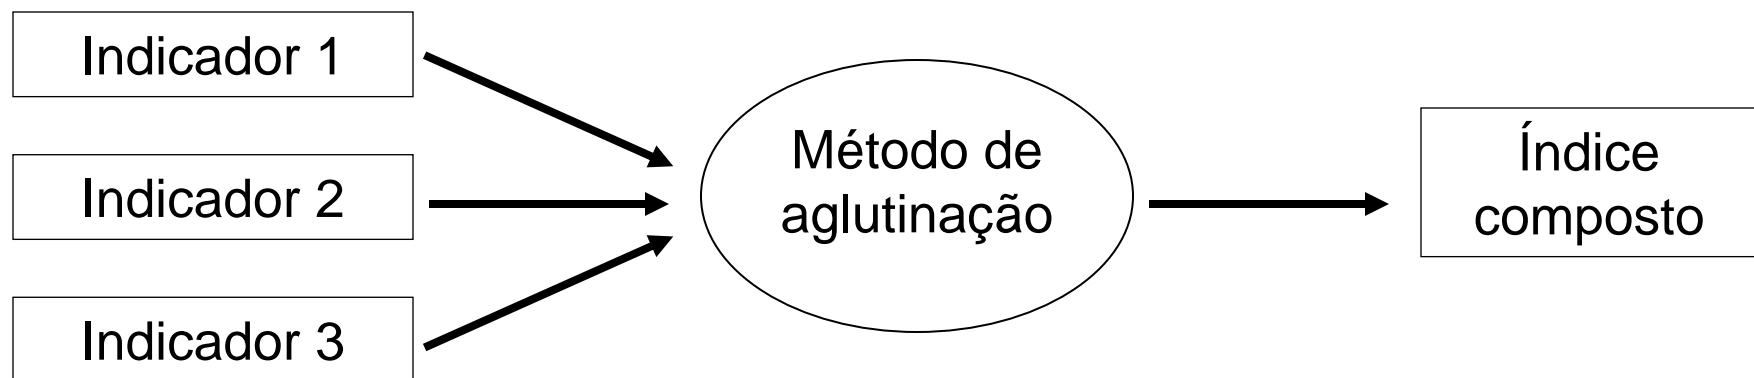 Indicador 1
Indicador 2
Indicador 3
Método de
aglutinação
Índice
composto